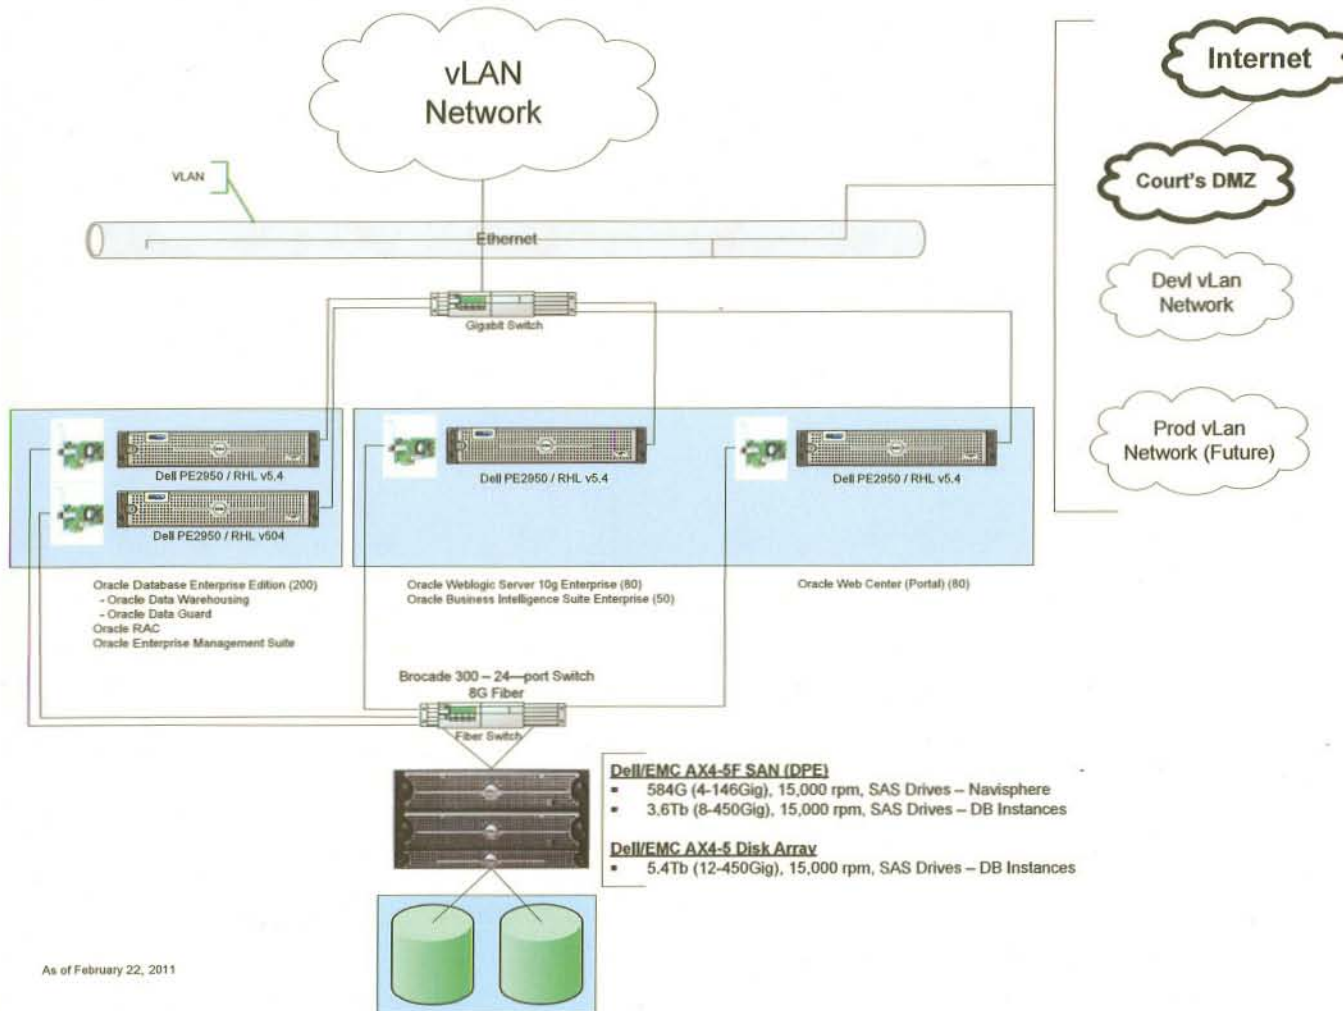 vLAN
Network
Internet
Court's DMZ
VLAN
Ethernet
Devl vLan
Network
Gigabit Switch
Prod vLan
Network (Future)
Dell PE2950 / RHL v5.4
Dell PE2950 / RHL v504
Dell PE2950 / RHL v5.4
Dell PE2950 / RHL v5.4
Oracle Database Enterprise Edition (200)
- Oracle Data Warehousing
- Oracle Data Guard
Oracle RAC
Oracle Enterprise Management Suite
Oracle Weblogic Server 10g Enterprise (80)
Oracle Business Intelligence Suite Enterprise (50)
Oracle Web Center (Portal) (80)
Brocade 300 – 24—port Switch
8G Fiber
Fiber Switch
Dell/EMC AX4-5F SAN (DPE)
▪ 584G (4-146Gig), 15,000 rpm, SAS Drives – Navisphere
▪ 3.6Tb (8-450Gig), 15,000 rpm, SAS Drives – DB Instances
Dell/EMC AX4-5 Disk Array
▪ 5.4Tb (12-450Gig), 15,000 rpm, SAS Drives – DB Instances
As of February 22, 2011